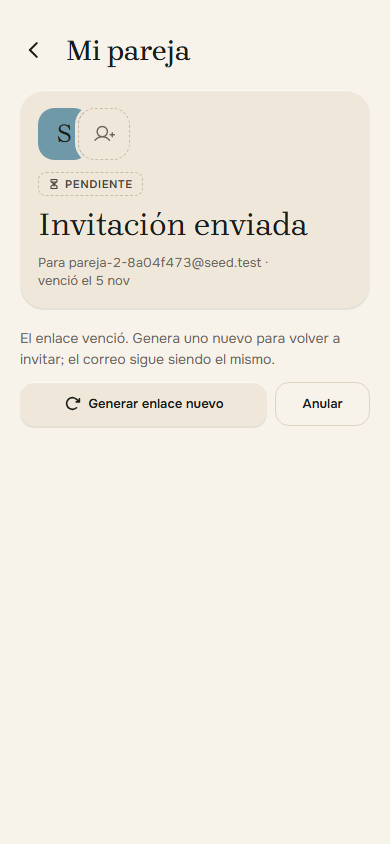 Mi pareja
S
PENDIENTE
Invitación enviada
Para pareja-2-8a04f473@seed.test ·
venció el 5 nov
El enlace venció. Genera uno nuevo para volver a
invitar; el correo sigue siendo el mismo.
Generar enlace nuevo
Anular